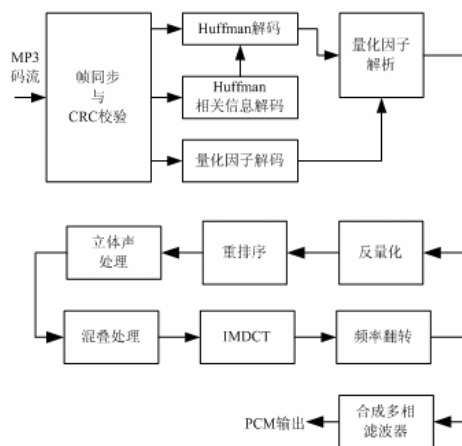 MP3
码流
帧同步
与
CRC校验
Huffman解码
Huffman
相关信息解码
量化因子解码
量化因子
解析
立体声
处理
重排序
反量化
混叠处理
IMDCT
频率翻转
PCM输出
合成多相
滤波器